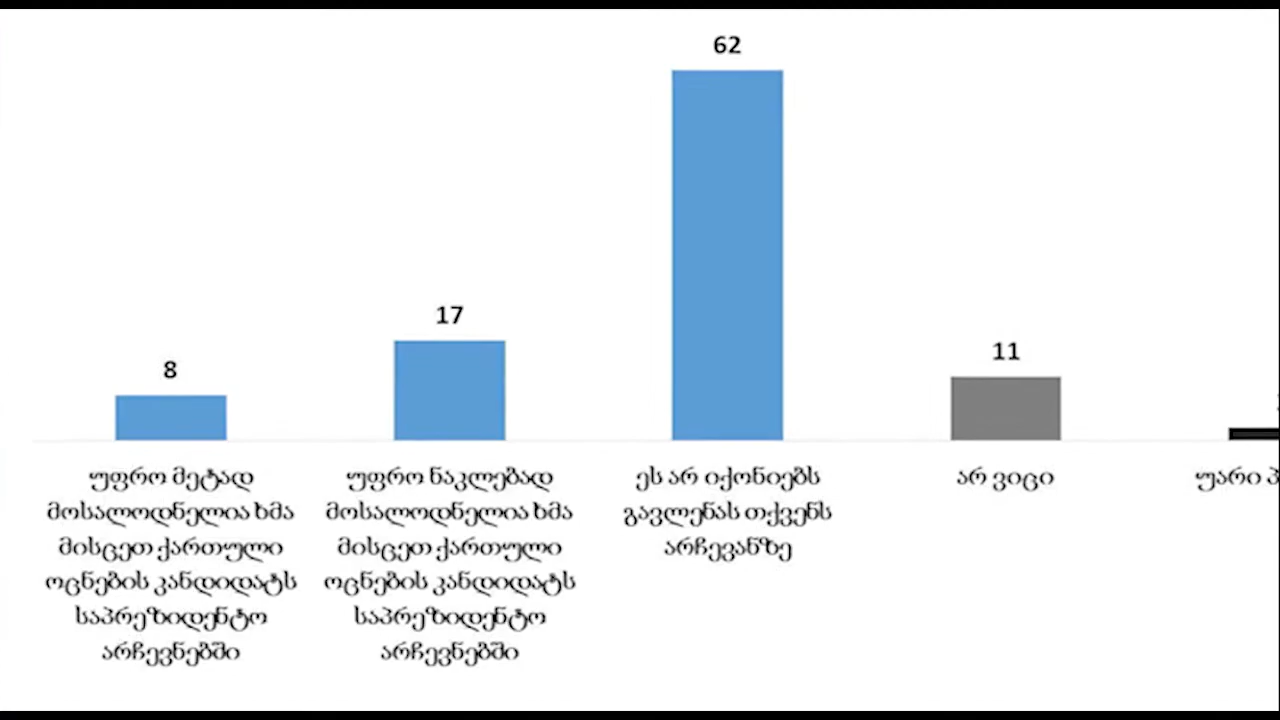 62
17
11
8
უფრო მეტად
მოსალოდნელია ხმა
მისცეთ ქართული
ოცნების კანდიდატს
საპრეზიდენტო
არჩევნებში
უფრო ნაკლებად
მოსალოდნელია ხმა
მისცეთ ქართული
ოცნების კანდიდატს
საპრეზიდენტო
არჩევნებში
ეს არ იქონიებს
გავლენას თქვენს
არჩევანზე
არ ვიცი
უარი